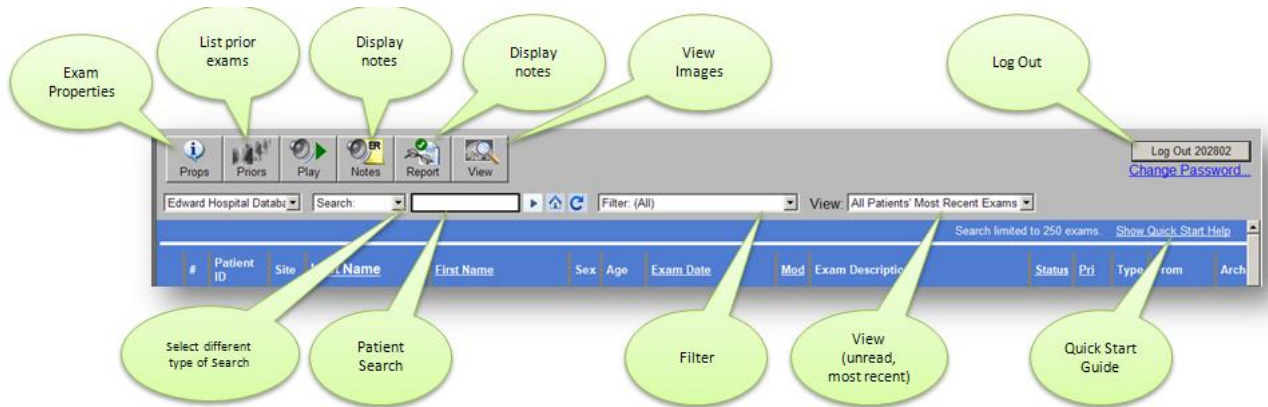 Exam
Properties
List prior
exams
Display
notes
Display
notes
View
Images
Log Out
Props
Priors
Play
ER
Notes
Report
View
Log Out 202802
Change Password...
Edward Hospital Databa
Search:
Filter: (All)
View: All Patients' Most Recent Exams
Search limited to 250 exams. Show Quick Start Help
# Patient ID Site Name First Name Sex Age Exam Date Mod Exam Descriptio Status Pri Type rom Arch
Select different
type of Search
Patient
Search
Filter
View
(unread,
most recent)
Quick Start
Guide